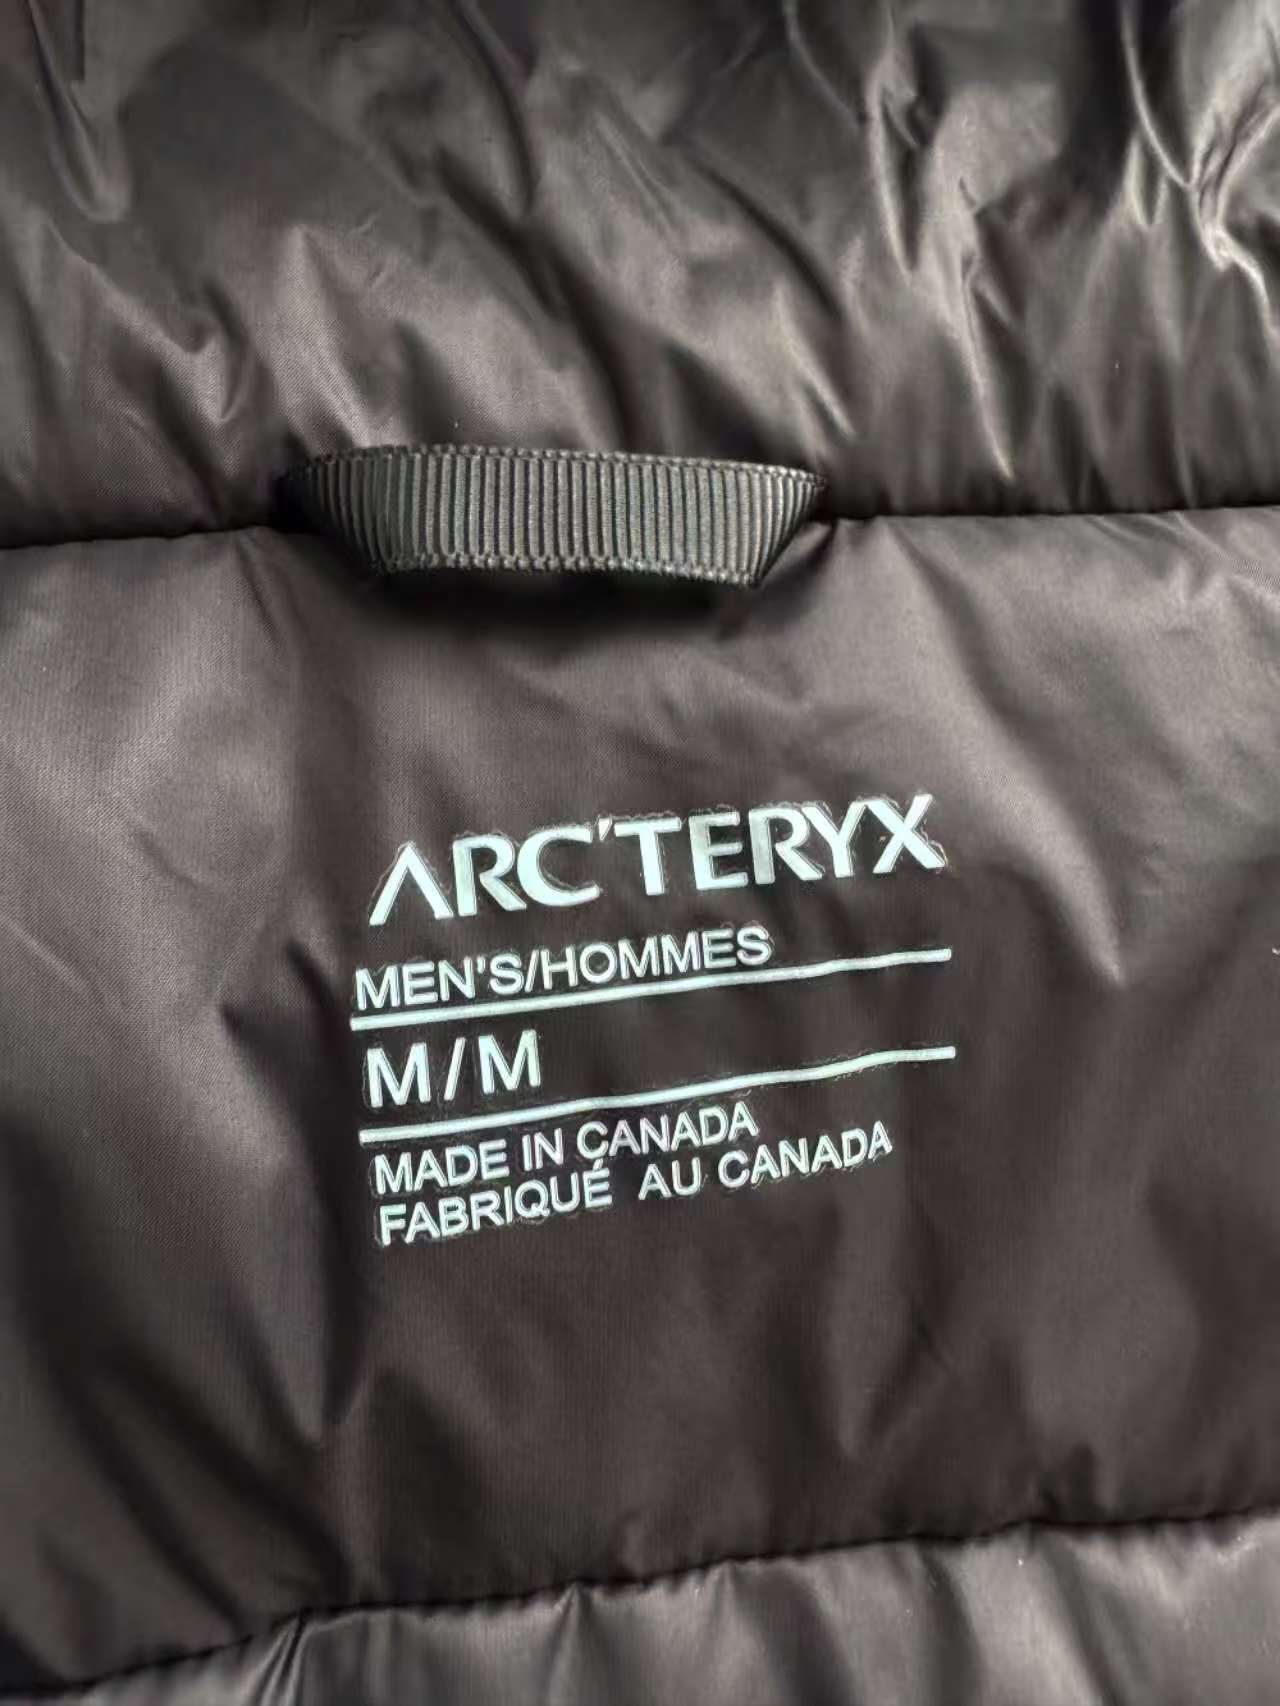 ARC'TERYX
MEN'S/HOMMES
M/M
MADE IN CANADA
FABRIQUÉ AU CANADA